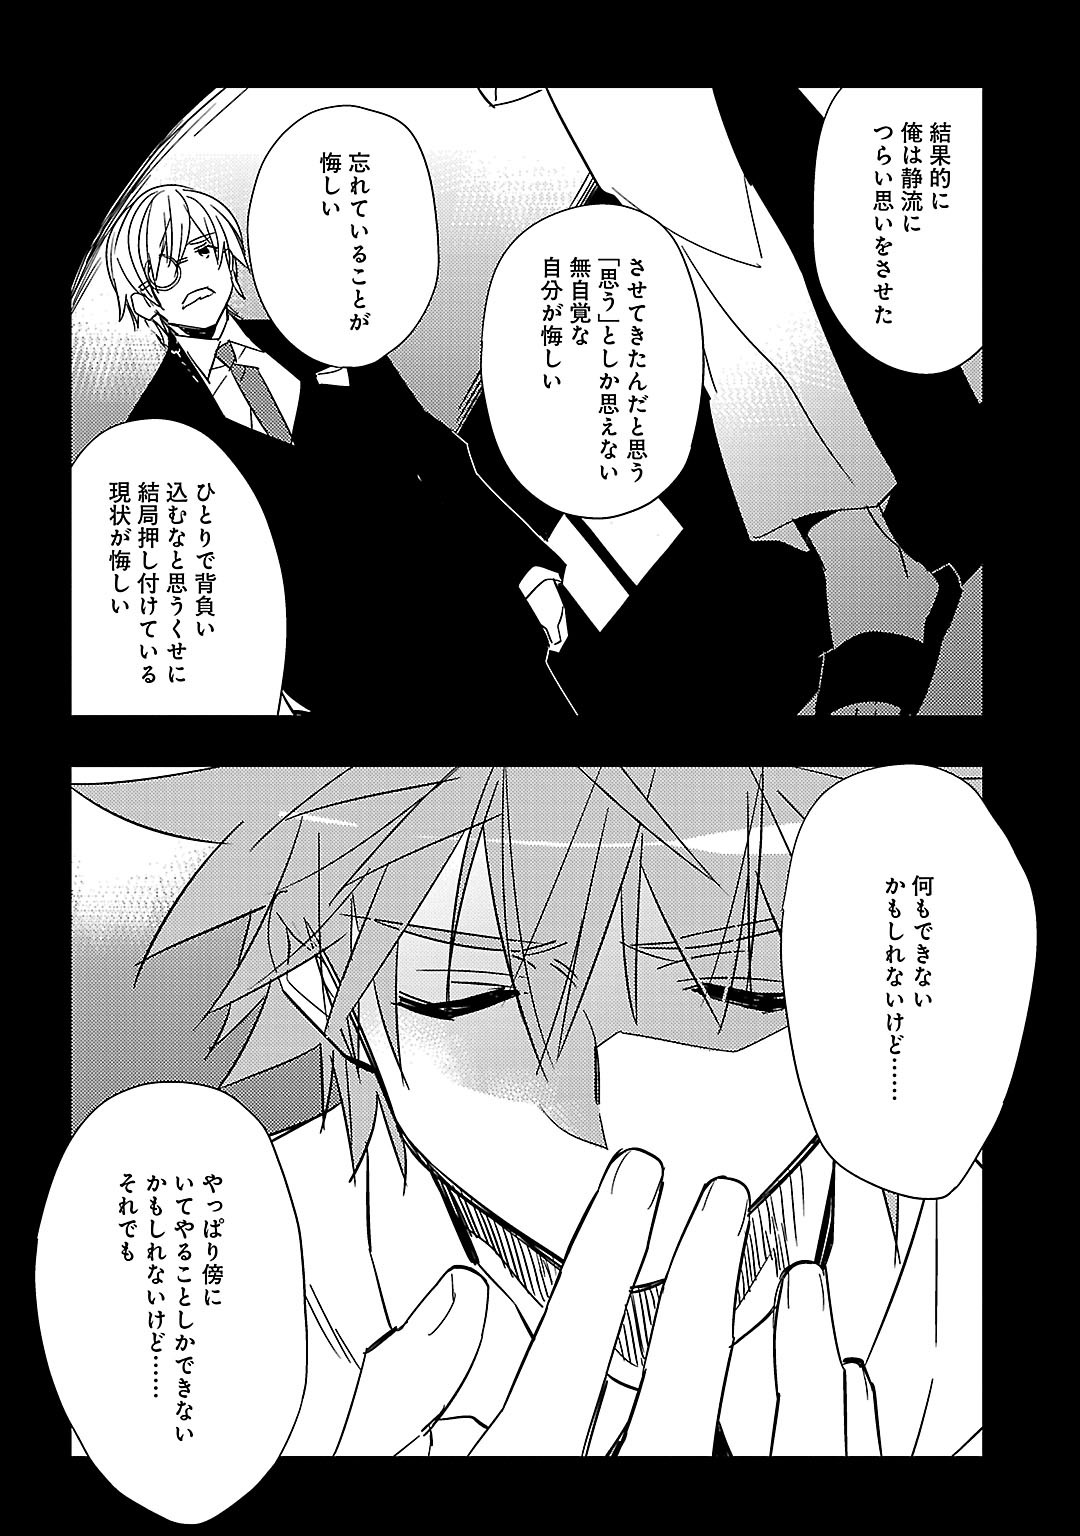 結果的に
俺は静流に
つらい思いをさせた
させてきたんだと思う
「思う」としか思えない
無自覚な
自分が悔しい
忘れていることが
悔しい
ひとりで背負い
込むなと思うくせに
結局押し付けている
現状が悔しい
何もできない
かもしれないけど……
やっぱり傍に
いてやることしかできない
かもしれないけど……
それでも